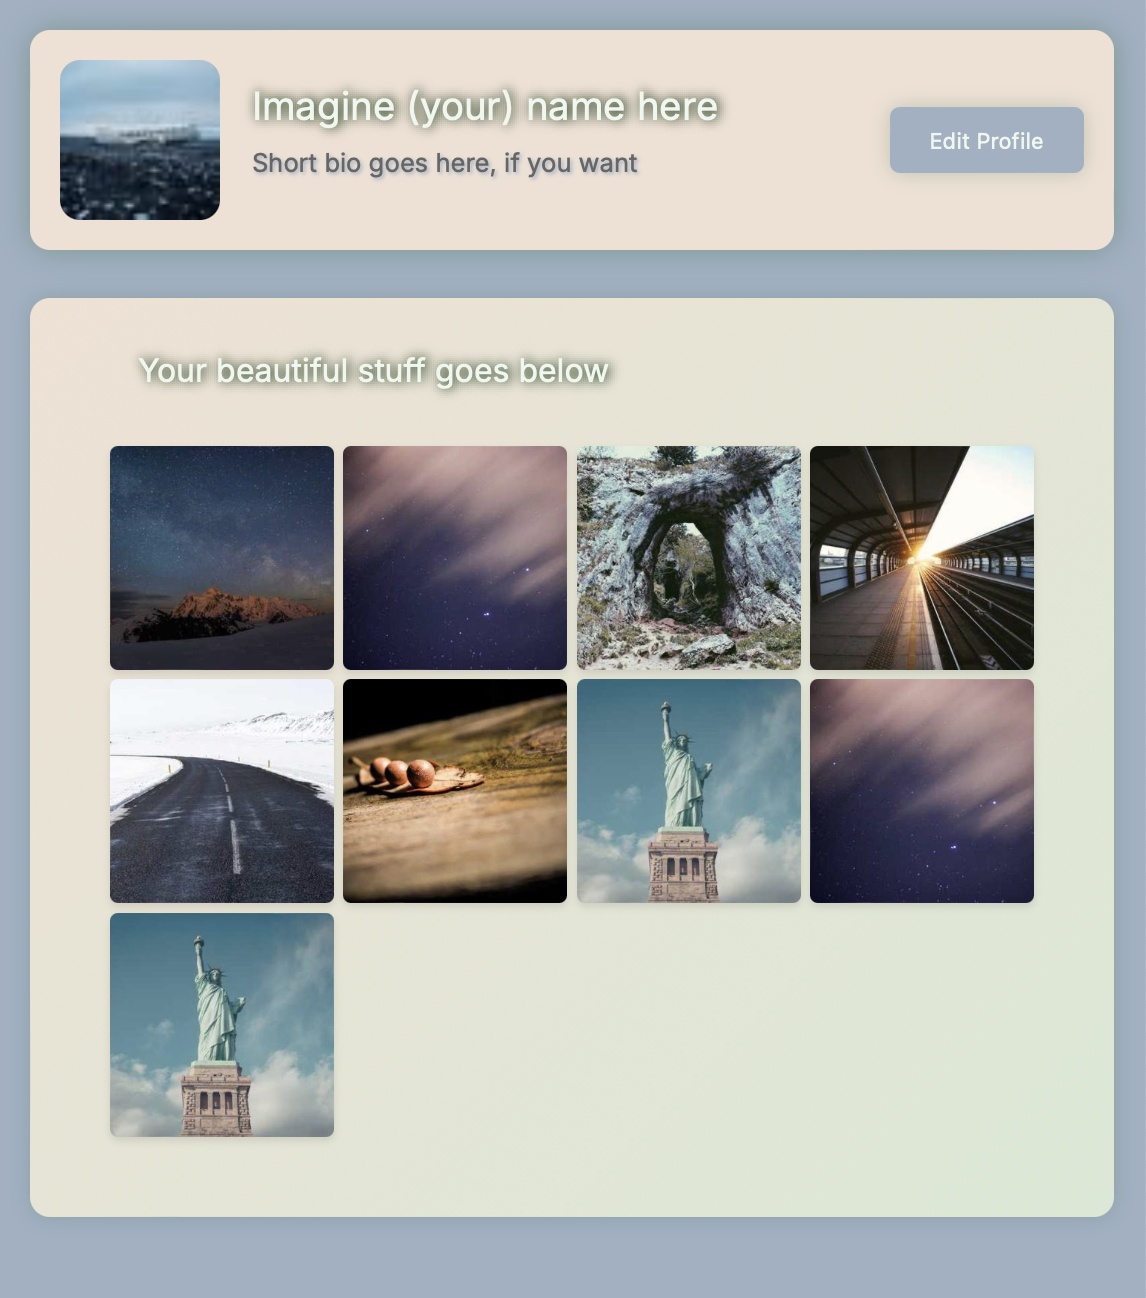 Imagine (your) name here
Short bio goes here, if you want
Edit Profile
Your beautiful stuff goes below